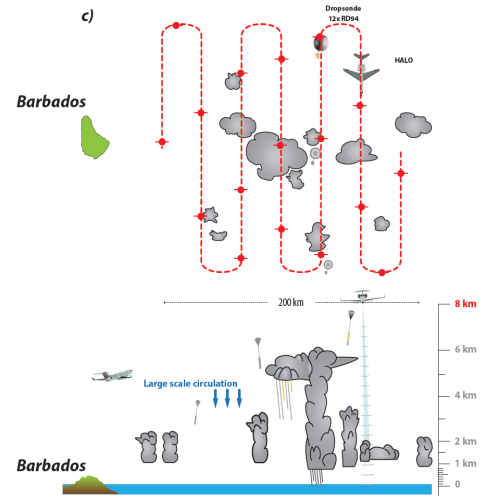 c)
Dropsonde
12x RD94
HALO
Barbados
200 km
8 km
6 km
Large scale circulation
4 km
2 km
1 km
Barbados
0